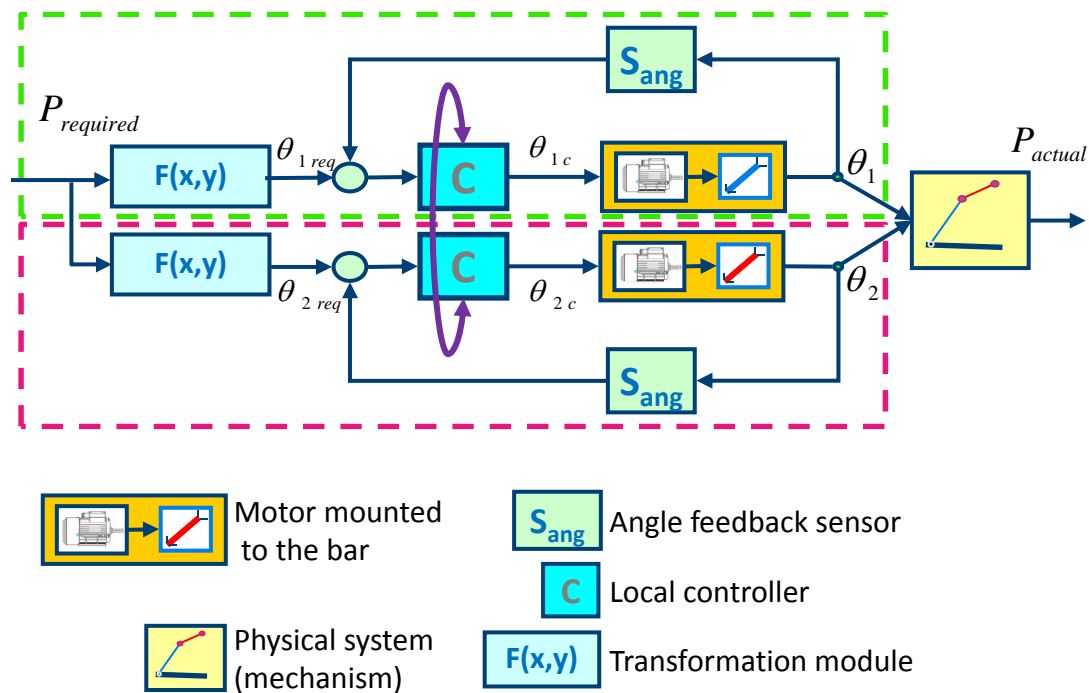 S_ang
P_required
θ_1 req
θ_1 c
θ_1
P_actual
F(x,y)
C
F(x,y)
C
θ_2 req
θ_2 c
θ_2
S_ang
Motor mounted
to the bar
S_ang
Angle feedback sensor
C
Local controller
Physical system
(mechanism)
F(x,y)
Transformation module